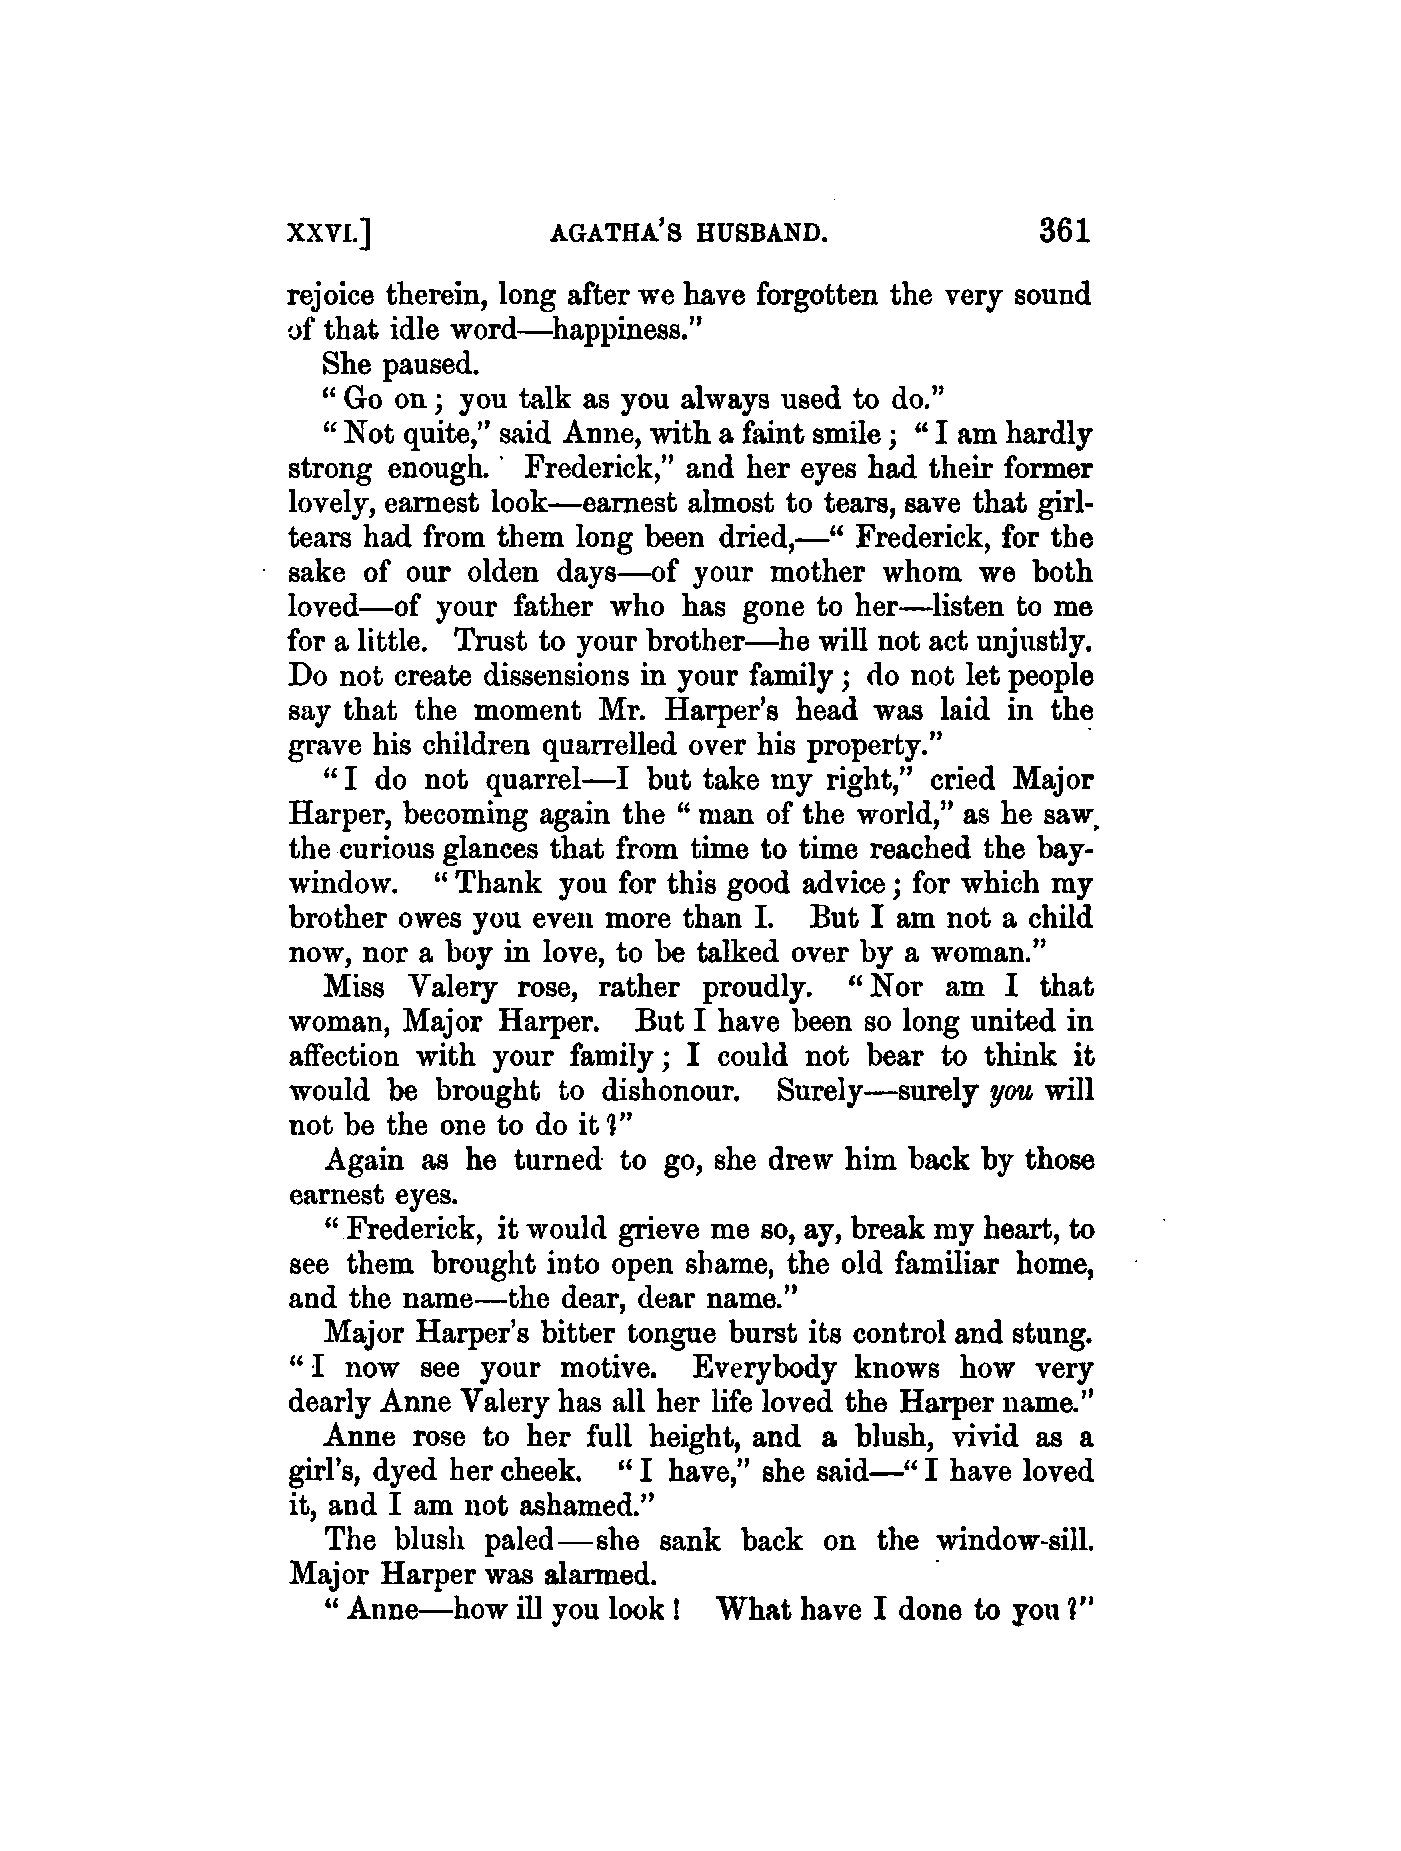 XXVI.] AGATHA'S HUSBAND. 361
rejoice therein, long after we have forgotten the very sound
of that idle word—happiness."
She paused.
"Go on; you talk as you always used to do."
"Not quite," said Anne, with a faint smile; "I am hardly
strong enough. Frederick," and her eyes had their former
lovely, earnest look—earnest almost to tears, save that girl-
tears had from them long been dried,—"Frederick, for the
sake of our olden days—of your mother whom we both
loved—of your father who has gone to her—listen to me
for a little. Trust to your brother—he will not act unjustly.
Do not create dissensions in your family; do not let people
say that the moment Mr. Harper's head was laid in the
grave his children quarrelled over his property."
"I do not quarrel—I but take my right," cried Major
Harper, becoming again the "man of the world," as he saw
the curious glances that from time to time reached the bay-
window. "Thank you for this good advice; for which my
brother owes you even more than I. But I am not a child
now, nor a boy in love, to be talked over by a woman."
Miss Valery rose, rather proudly. "Nor am I that
woman, Major Harper. But I have been so long united in
affection with your family; I could not bear to think it
would be brought to dishonour. Surely—surely you will
not be the one to do it?"
Again as he turned to go, she drew him back by those
earnest eyes.
"Frederick, it would grieve me so, ay, break my heart, to
see them brought into open shame, the old familiar home,
and the name—the dear, dear name."
Major Harper's bitter tongue burst its control and stung.
"I now see your motive. Everybody knows how very
dearly Anne Valery has all her life loved the Harper name."
Anne rose to her full height, and a blush, vivid as a
girl's, dyed her cheek. "I have," she said—"I have loved
it, and I am not ashamed."
The blush paled—she sank back on the window-sill.
Major Harper was alarmed.
"Anne—how ill you look! What have I done to you?"